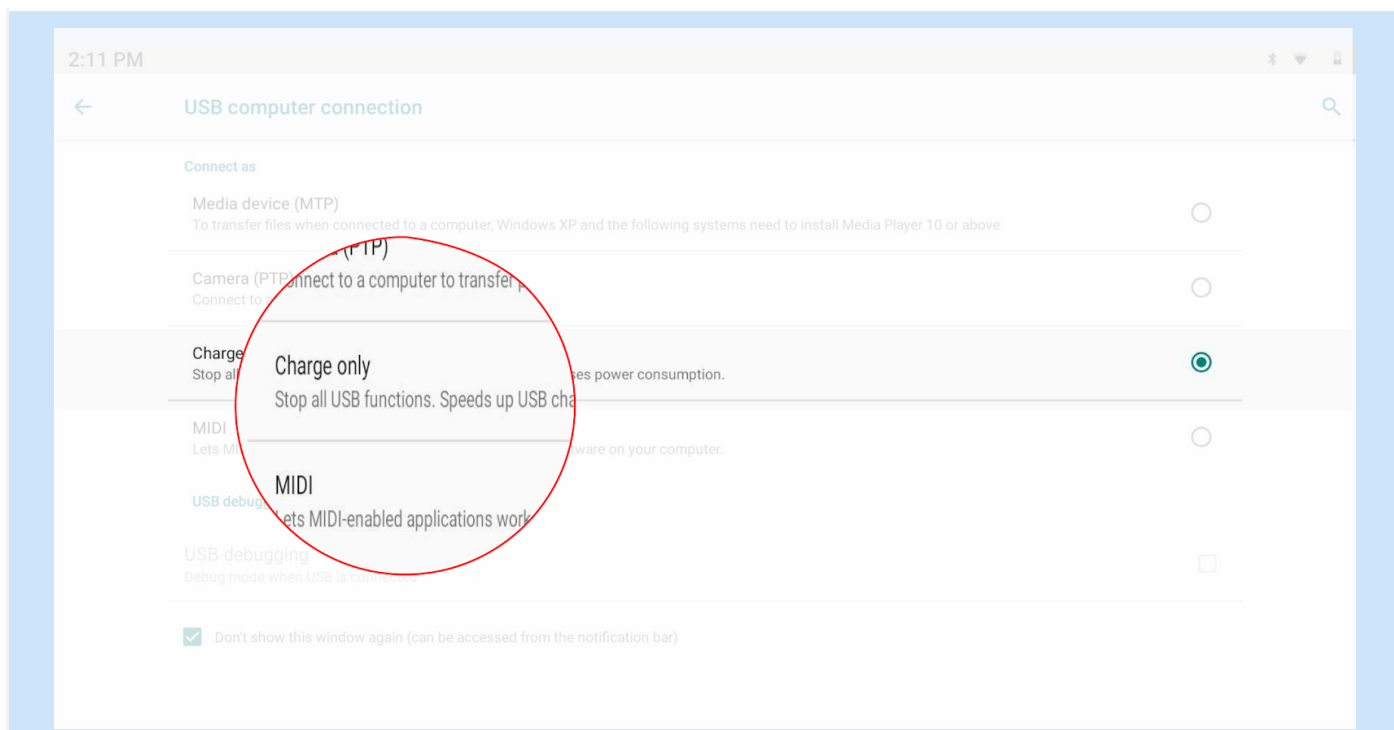 2:11 PM
USB computer connection
Connect as
Media device (MTP)
To transfer files when connected to a computer, Windows XP and the following systems need to install Media Player 10 or above
Camera (PTP)
Connect to
(PTP)
nnect to a computer to transfer
Charge
Stop all
ses power consumption.
Charge only
Stop all USB functions. Speeds up USB cha
MIDI
Lets MI
tware on your computer.
MIDI
Lets MIDI-enabled applications work
USB debug
USB debugging
Debug mode when USB is connected
Don't show this window again (can be accessed from the notification bar)